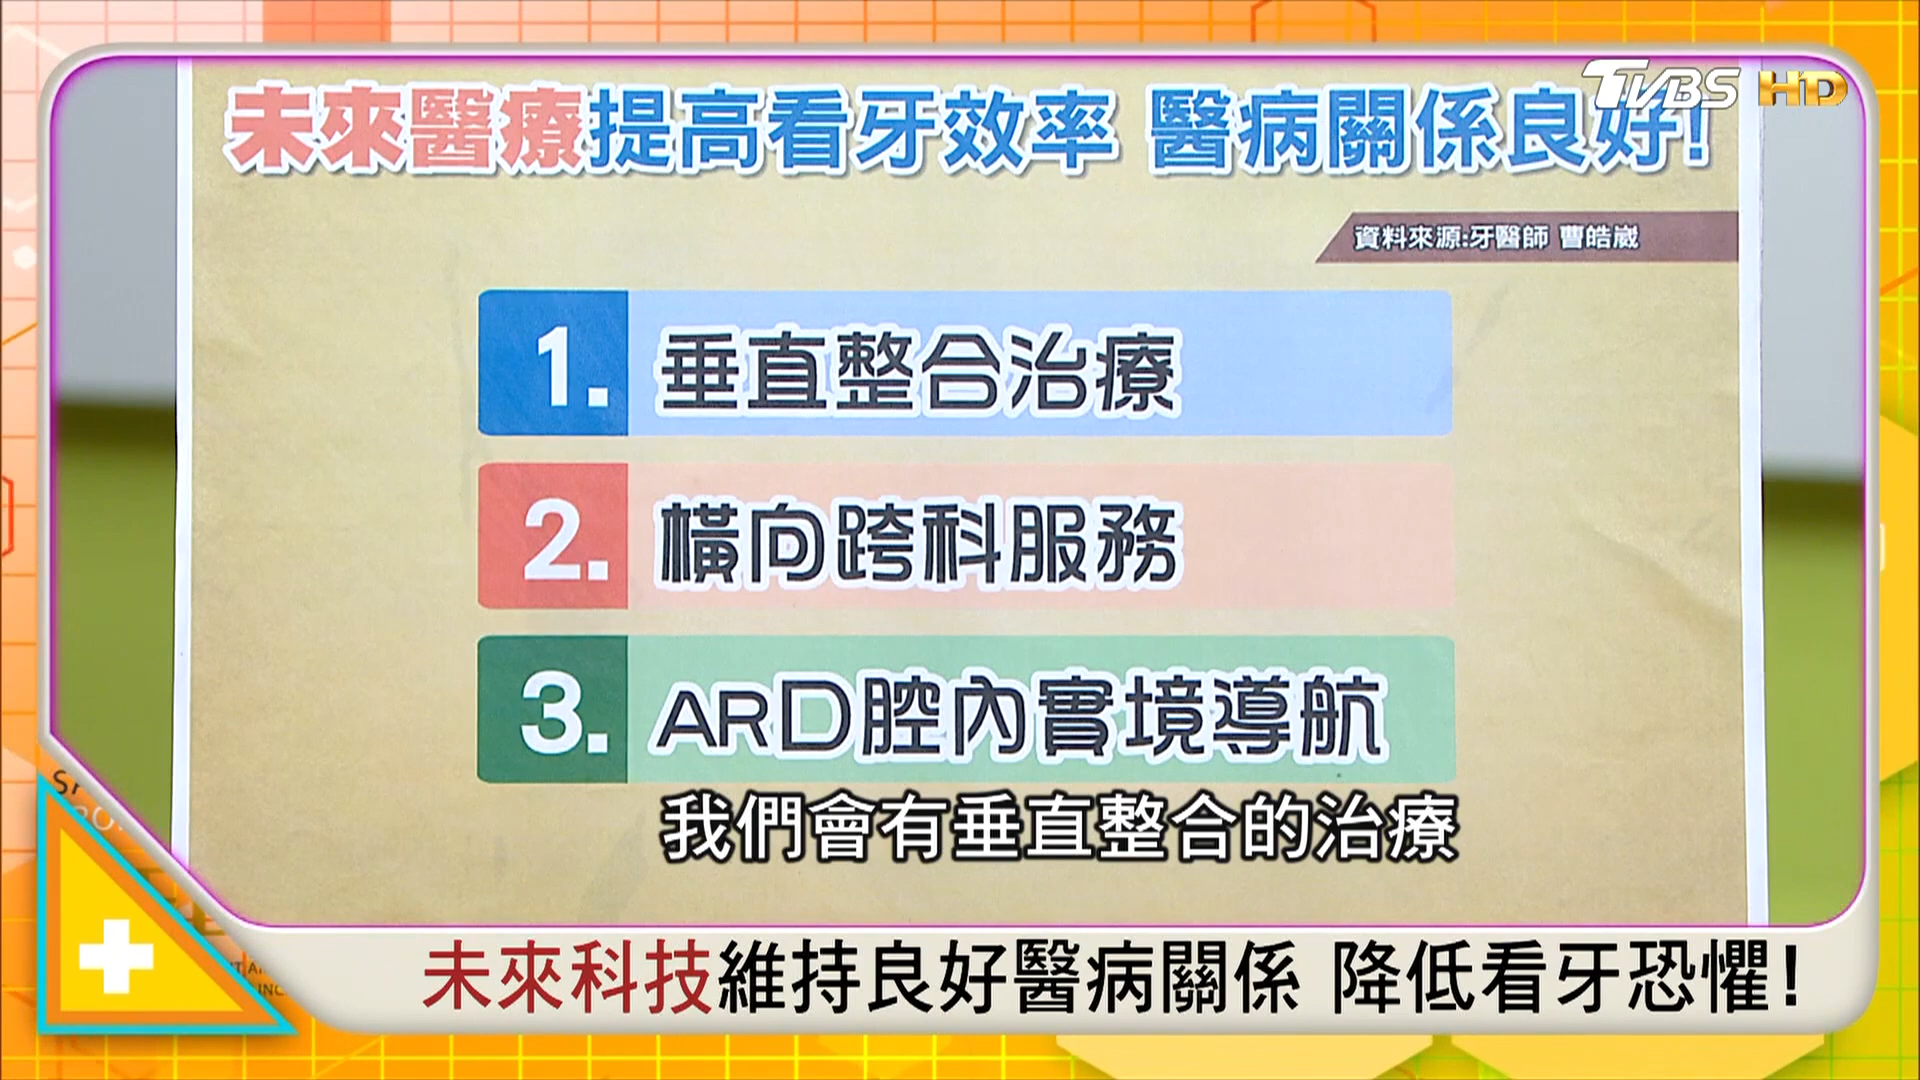 TVBS HD
未來醫療提高看牙效率 醫病關係良好!
資料來源:牙醫師 曹皓崴
1. 垂直整合治療
2. 橫向跨科服務
3. ARD腔內實境導航
我們會有垂直整合的治療
未來科技維持良好醫病關係 降低看牙恐懼!